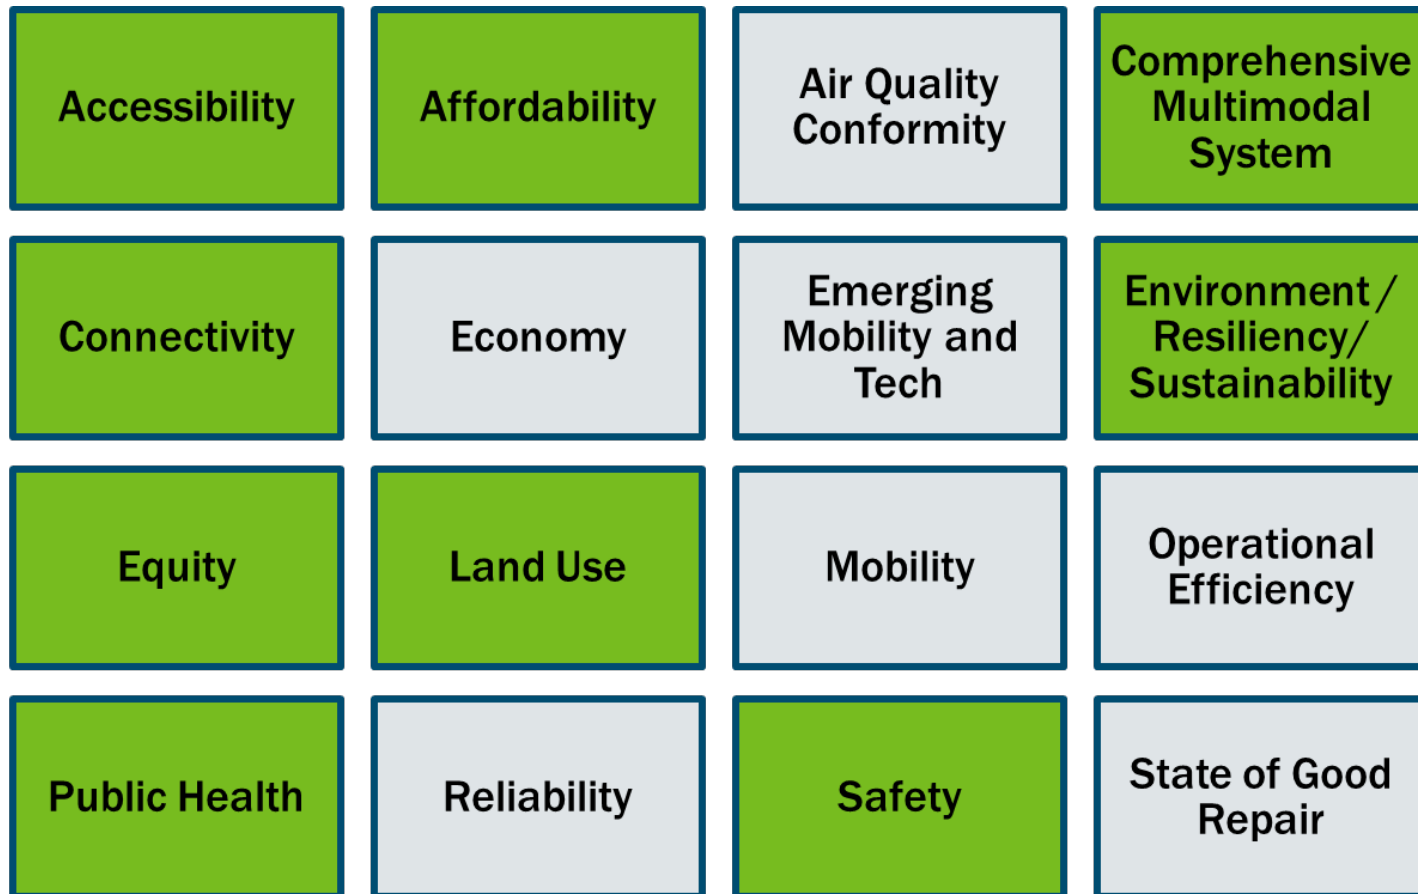 Accessibility
Affordability
Air Quality
Conformity
Comprehensive
Multimodal
System
Connectivity
Economy
Emerging
Mobility and
Tech
Environment /
Resiliency/
Sustainability
Equity
Land Use
Mobility
Operational
Efficiency
Public Health
Reliability
Safety
State of Good
Repair